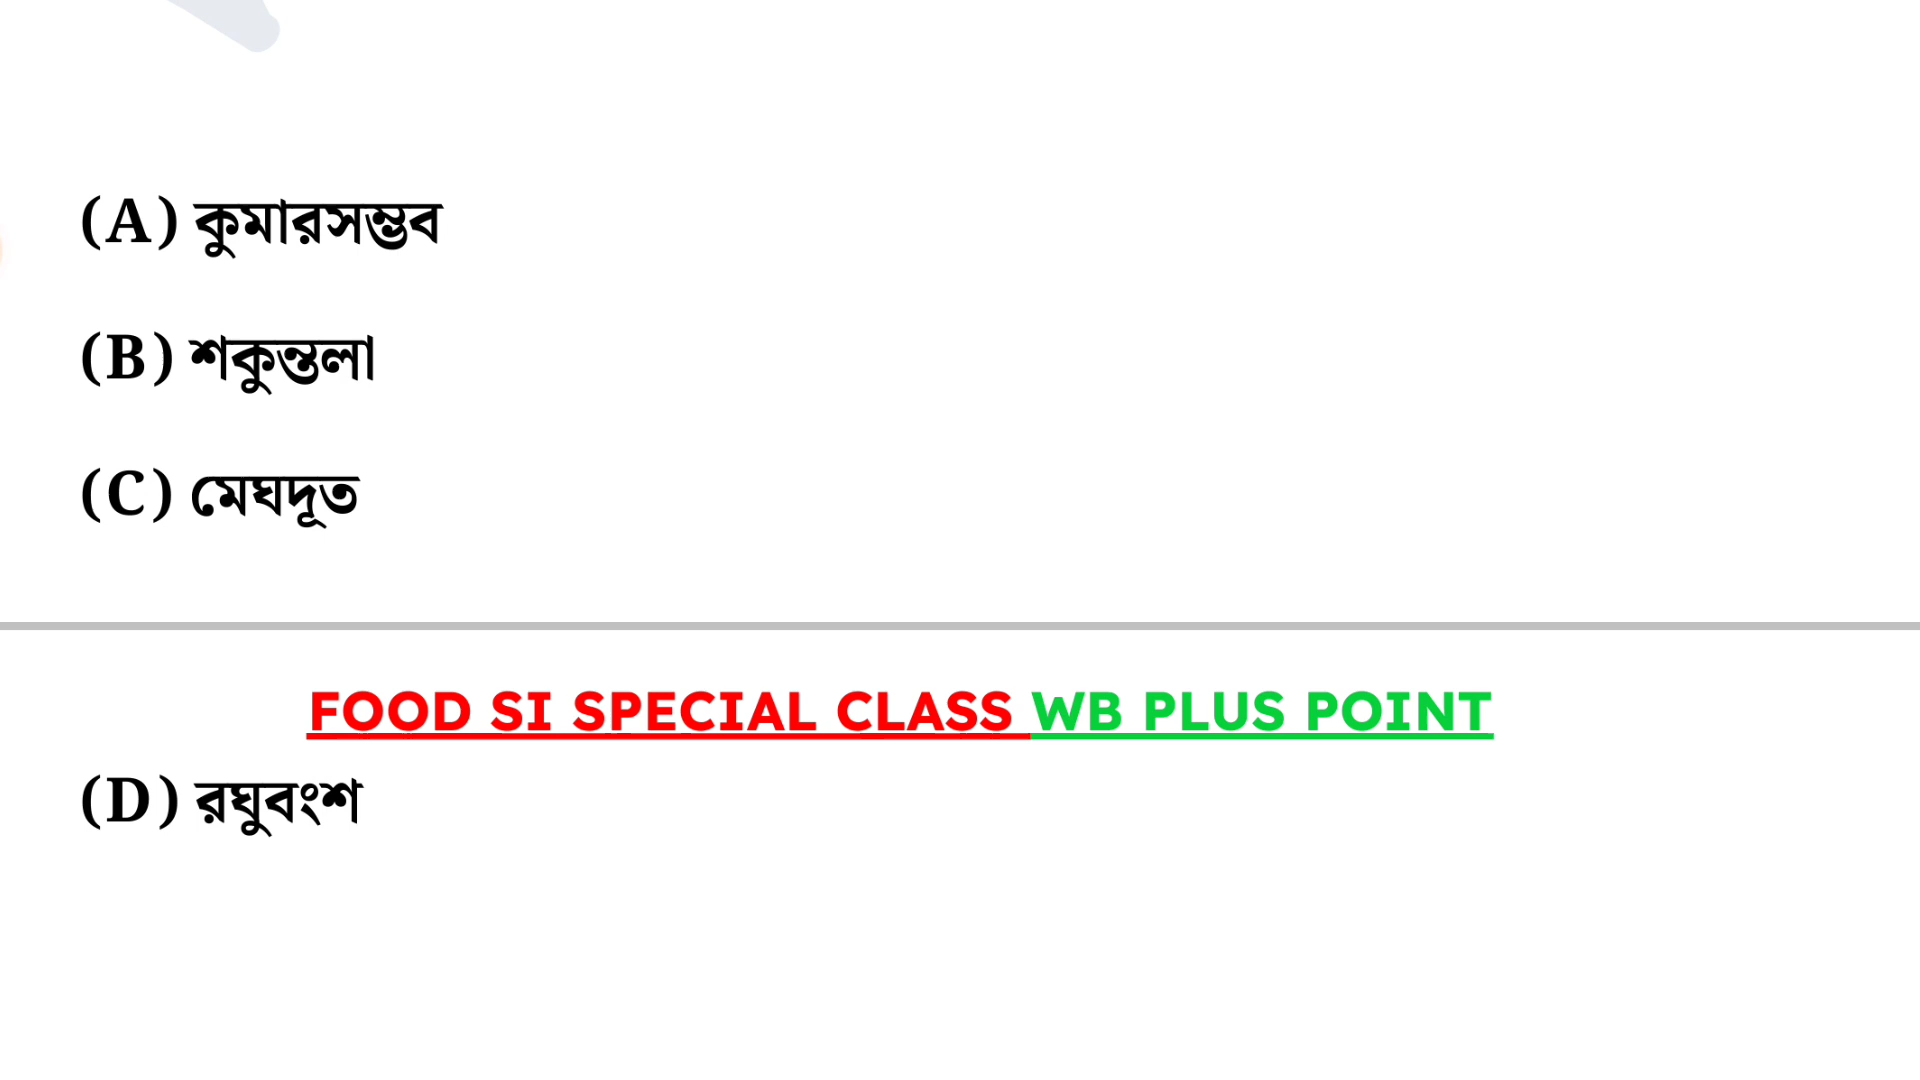 (A) কুমারসম্ভব
(B) শকুন্তলা
(C) মেঘদূত
FOOD SI SPECIAL CLASS WB PLUS POINT
(D) রঘুবংশ